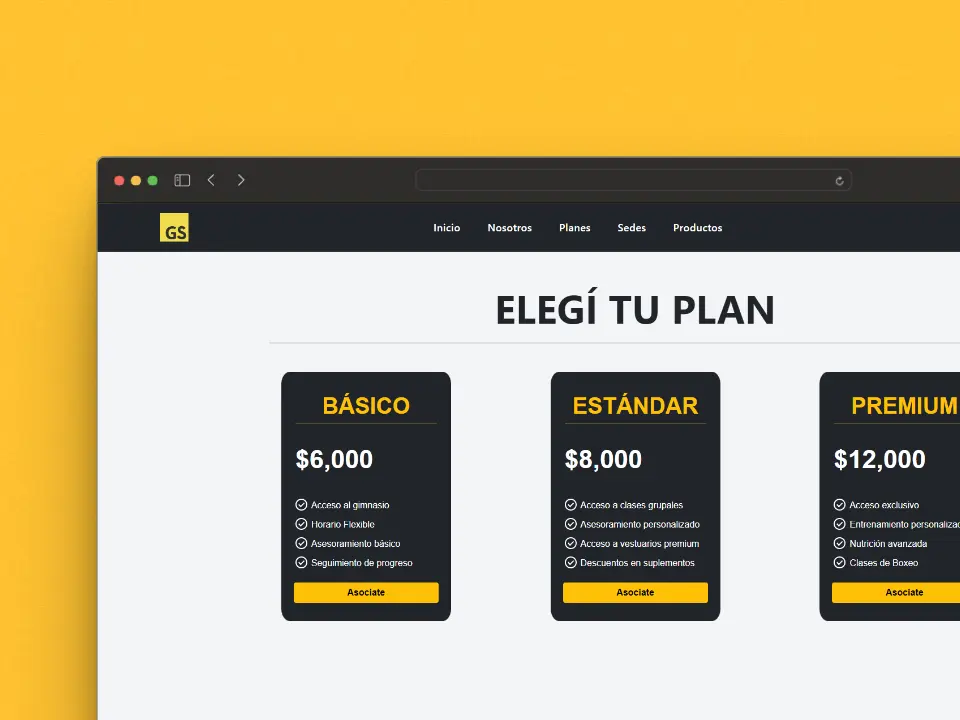 GS
Inicio Nosotros Planes Sedes Productos
ELEGÍ TU PLAN
BÁSICO
$6,000
Acceso al gimnasio
Horario Flexible
Asesoramiento básico
Seguimiento de progreso
Asociate
ESTÁNDAR
$8,000
Acceso a clases grupales
Asesoramiento personalizado
Acceso a vestuarios premium
Descuentos en suplementos
Asociate
PREMIUM
$12,000
Acceso exclusivo
Entrenamiento personalizad
Nutrición avanzada
Clases de Boxeo
Asociate